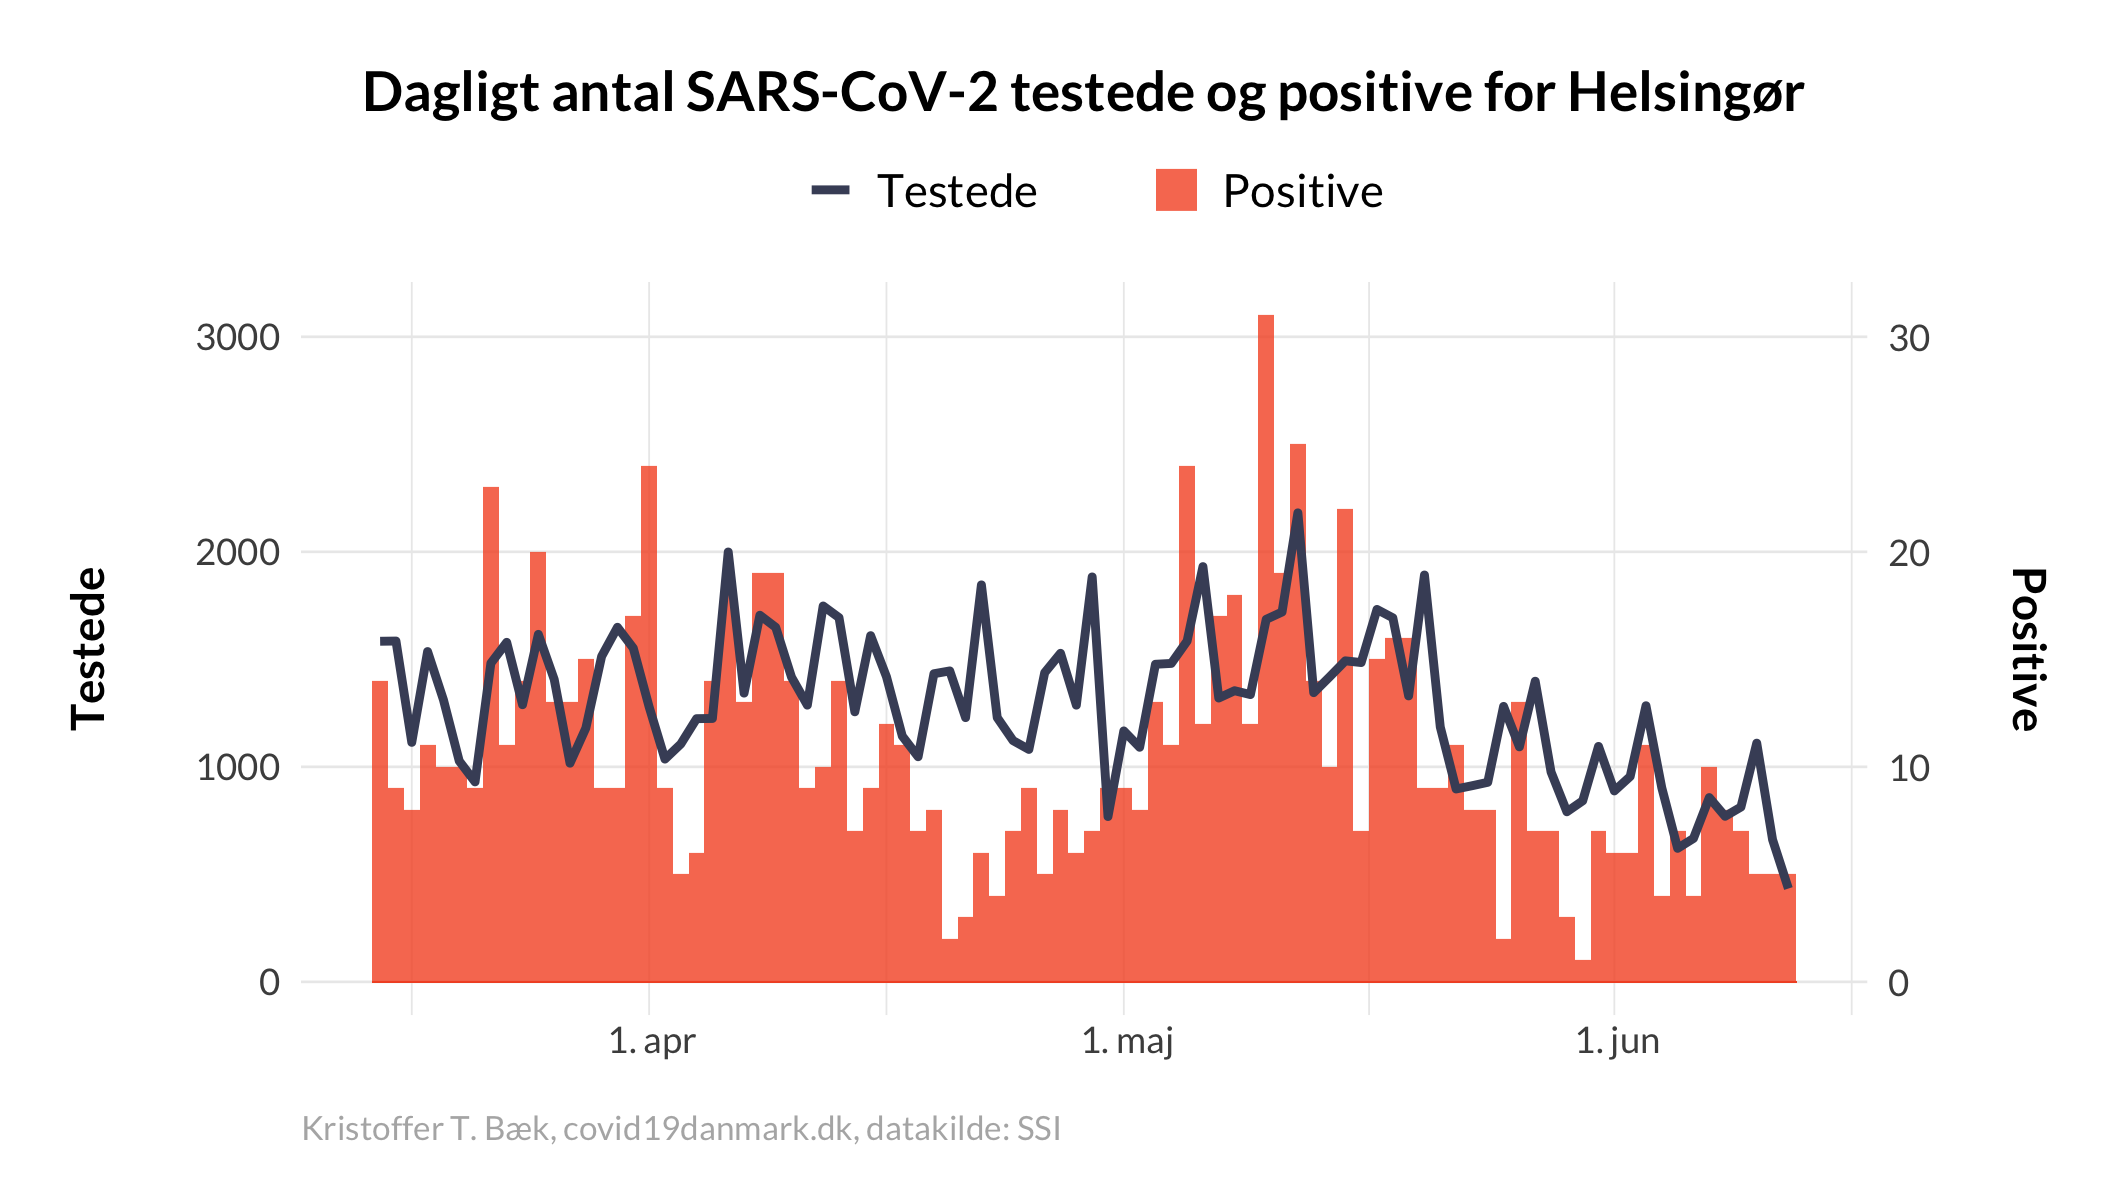 Dagligt antal SARS-CoV-2 testede og positive for Helsingør
Testede Positive
3000 30
2000 20
Testede
Positive
1000 10
0 0
1. apr 1. maj 1. jun
Kristoffer T. Bæk, covid19danmark.dk, datakilde: SSI